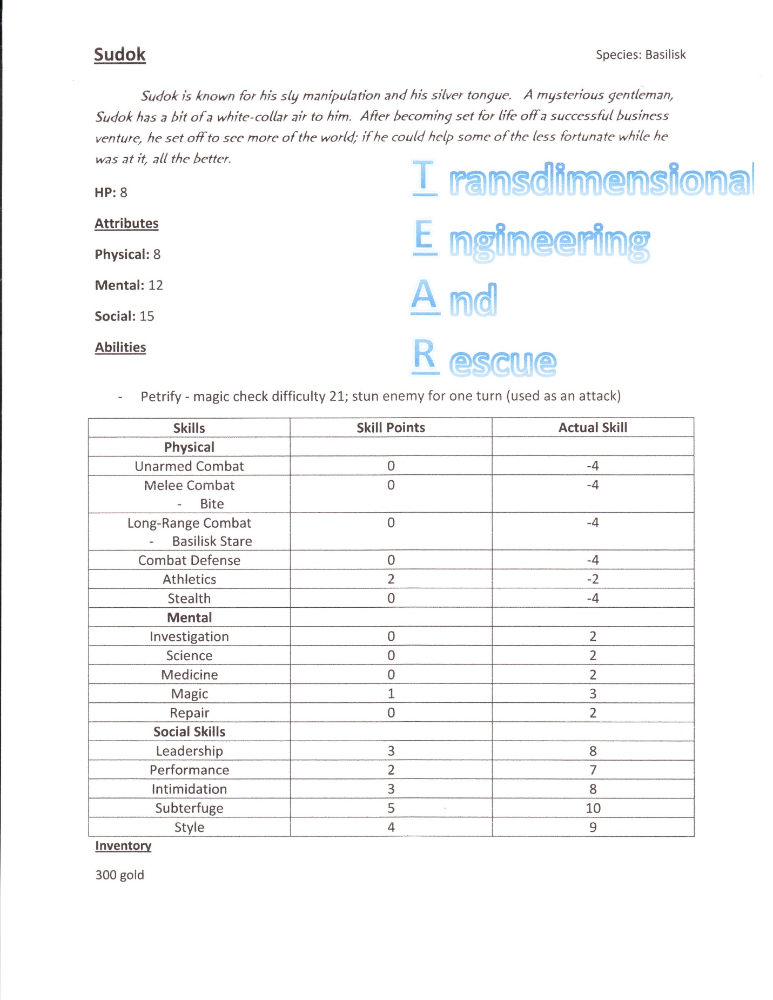 Sudok
Species: Basilisk
Sudok is known for his sly manipulation and his silver tongue. A mysterious gentleman,
Sudok has a bit of a white-collar air to him. After becoming set for life off a successful business
venture, he set off to see more of the world; if he could help some of the less fortunate while he
was at it, all the better.
Transdimensional
Engineering
And
Rescue
HP: 8
Attributes
Physical: 8
Mental: 12
Social: 15
Abilities
- Petrify - magic check difficulty 21; stun enemy for one turn (used as an attack)
Skills Skill Points Actual Skill
Physical
Unarmed Combat 0 -4
Melee Combat 0 -4
- Bite
Long-Range Combat 0 -4
- Basilisk Stare
Combat Defense 0 -4
Athletics 2 -2
Stealth 0 -4
Mental
Investigation 0 2
Science 0 2
Medicine 0 2
Magic 1 3
Repair 0 2
Social Skills
Leadership 3 8
Performance 2 7
Intimidation 3 8
Subterfuge 5 10
Style 4 9
Inventory
300 gold